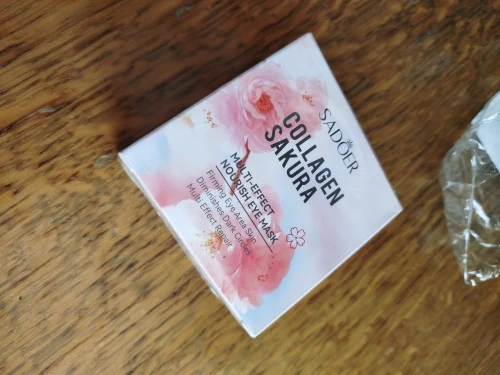 SADOER
COLLAGEN
SAKURA
MULTI-EFFECT
NOURISH EYE MASK
Firming Eye Area Skin
Diminishes Dark Circles
Multi Effect Repair